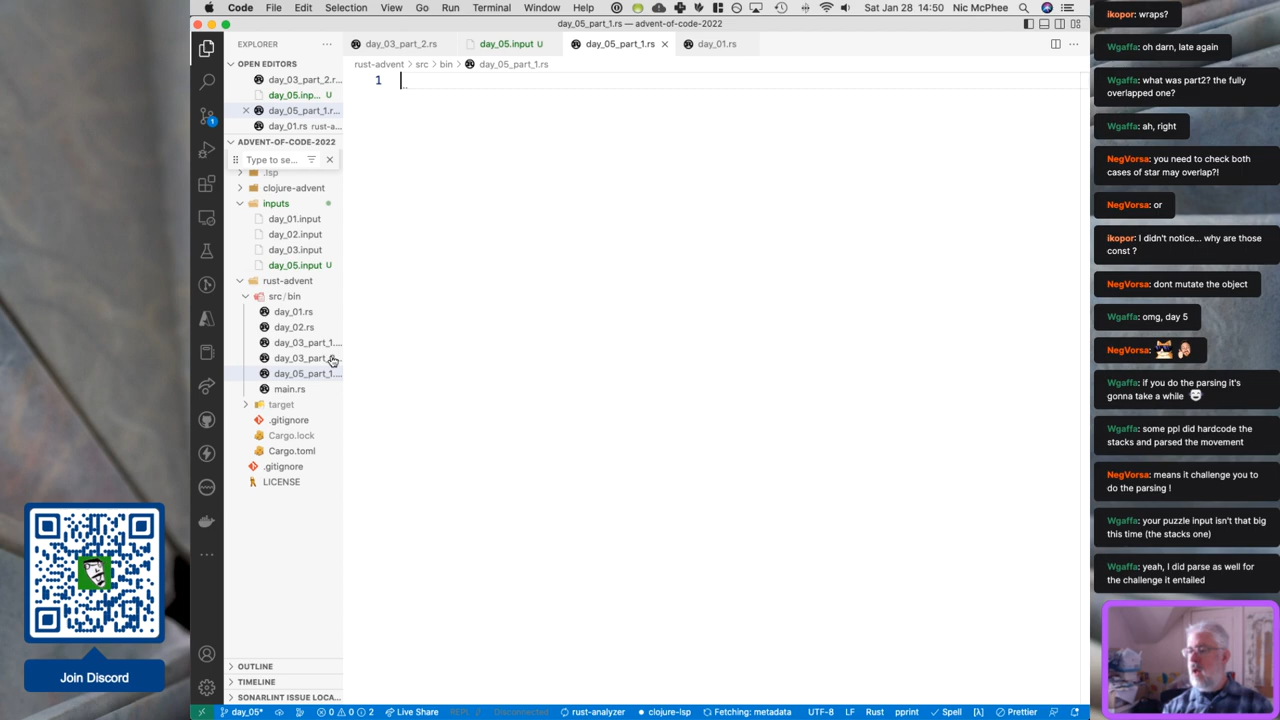 Code File Edit Selection View Go Run Terminal Window Help Sat Jan 28 14:50 Nic McPhee
day_05_part_1.rs — advent-of-code-2022
EXPLORER
day_03_part_2.rs
day_05.input U
day_05_part_1.rs
day_01.rs
OPEN EDITORS
rust-advent > src > bin > day_05_part_1.rs
day_03_part_2.r...
day_05.inp... U
day_05_part_1.r...
day_01.rs rust-a...
1
ADVENT-OF-CODE-2022
Type to se...
.lsp
clojure-advent
inputs
day_01.input
day_02.input
day_03.input
day_05.input U
rust-advent
src/bin
day_01.rs
day_02.rs
day_03_part_1....
day_03_part_
day_05_part_1....
main.rs
target
.gitignore
Cargo.lock
Cargo.toml
.gitignore
LICENSE
OUTLINE
TIMELINE
SONARLINT ISSUE LOCA...
1
day_05* 0 0 2 Live Share REPL Disconnected rust-analyzer clojure-lsp Fetching: metadata UTF-8 LF Rust pprint Spell [λ] Prettier
Join Discord
ikopor: wraps?
Wgaffa: oh darn, late again
Wgaffa: what was part2? the fully
overlapped one?
Wgaffa: ah, right
NegVorsa: you need to check both
cases of star may overlap?!
NegVorsa: or
ikopor: I didn't notice... why are those
const ?
NegVorsa: dont mutate the object
Wgaffa: omg, day 5
NegVorsa:
Wgaffa: if you do the parsing it's
gonna take a while
Wgaffa: some ppl did hardcode the
stacks and parsed the movement
NegVorsa: means it challenge you to
do the parsing !
Wgaffa: your puzzle input isn't that big
this time (the stacks one)
Wgaffa: yeah, I did parse as well for
the challenge it entailed